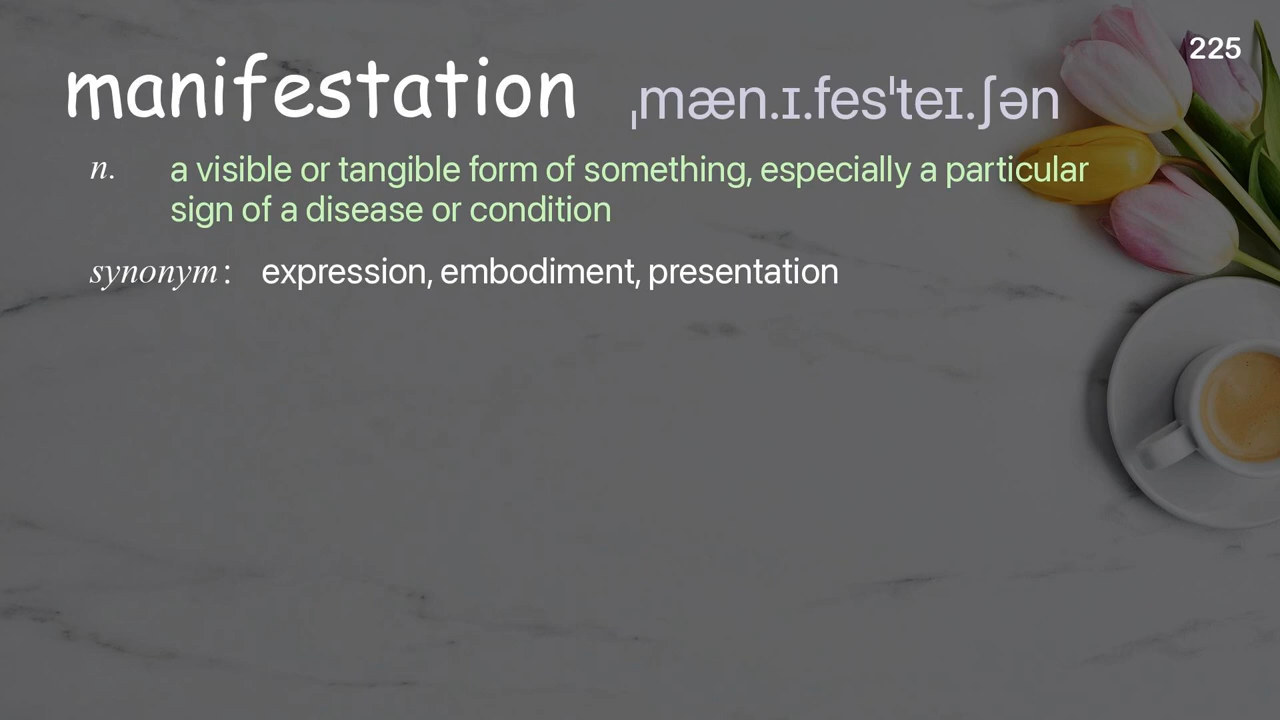 225
manifestation ˌmæn.ɪ.fesˈteɪ.ʃən
n. a visible or tangible form of something, especially a particular
sign of a disease or condition
synonym: expression, embodiment, presentation